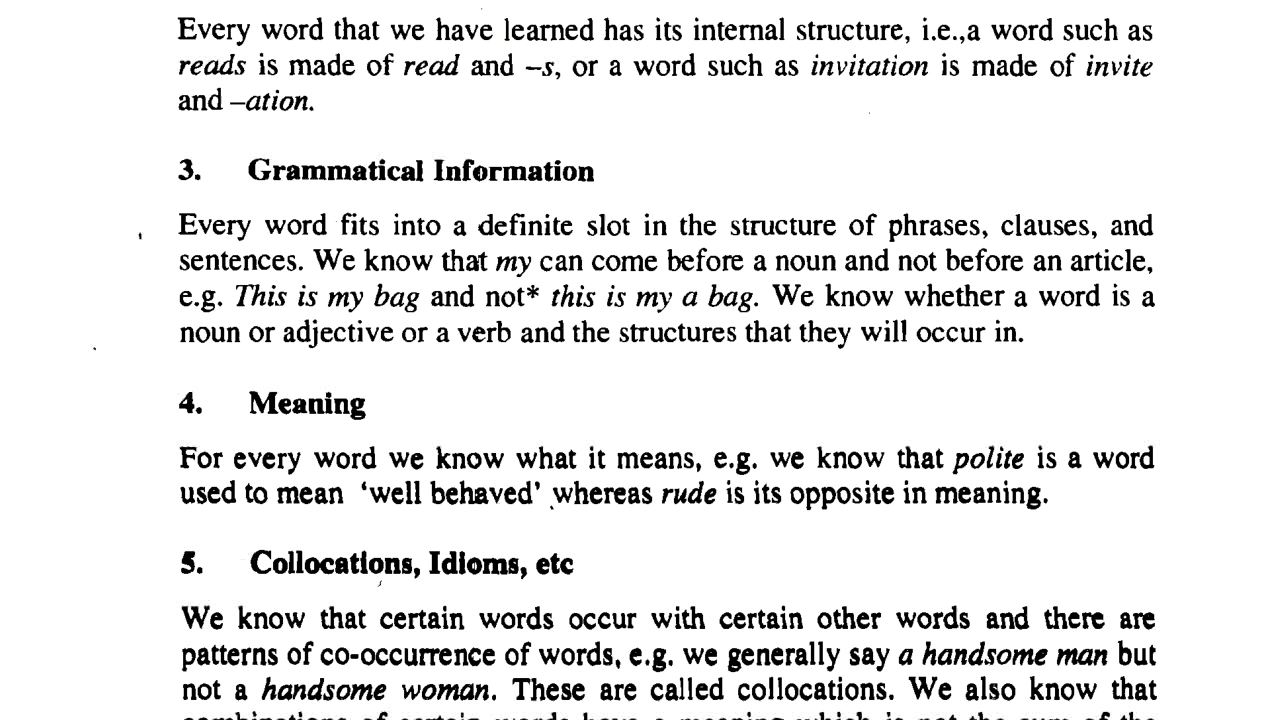 Every word that we have learned has its internal structure, i.e.,a word such as
reads is made of read and –s, or a word such as invitation is made of invite
and –ation.
3. Grammatical Information
Every word fits into a definite slot in the structure of phrases, clauses, and
sentences. We know that my can come before a noun and not before an article,
e.g. This is my bag and not* this is my a bag. We know whether a word is a
noun or adjective or a verb and the structures that they will occur in.
4. Meaning
For every word we know what it means, e.g. we know that polite is a word
used to mean ‘well behaved’ whereas rude is its opposite in meaning.
5. Collocations, Idioms, etc
We know that certain words occur with certain other words and there are
patterns of co-occurrence of words, e.g. we generally say a handsome man but
not a handsome woman. These are called collocations. We also know that